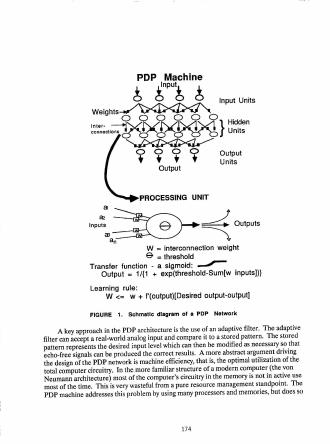 PDP Machine
Input
Input Units
Weights
Inter-
connections
Hidden
Units
Output
Units
Output
PROCESSING UNIT
Inputs
Outputs
W = interconnection weight
Θ = threshold
Transfer function - a sigmoid:
Output = 1/{1 + exp(threshold-Sum[w inputs])}
Learning rule:
W <= w + f'(output)[Desired output-output]
FIGURE 1. Schmatic diagram of a PDP Network
A key approach in the PDP architecture is the use of an adaptive filter. The adaptive
filter can accept a real-world analog input and compare it to a stored pattern. The stored
pattern represents the desired input level which can then be modified as necessary so that
echo-free signals can be produced the correct results. A more abstract argument driving
the design of the PDP network is machine efficiency, that is, the optimal utilization of the
total computer circuitry. In the more familiar structure of a modern computer (the von
Neumann architecture) most of the computer's circuitry in the memory is not in active use
most of the time. This is very wasteful from a pure resource management standpoint. The
PDP machine addresses this problem by using many processors and memories, but does so
174